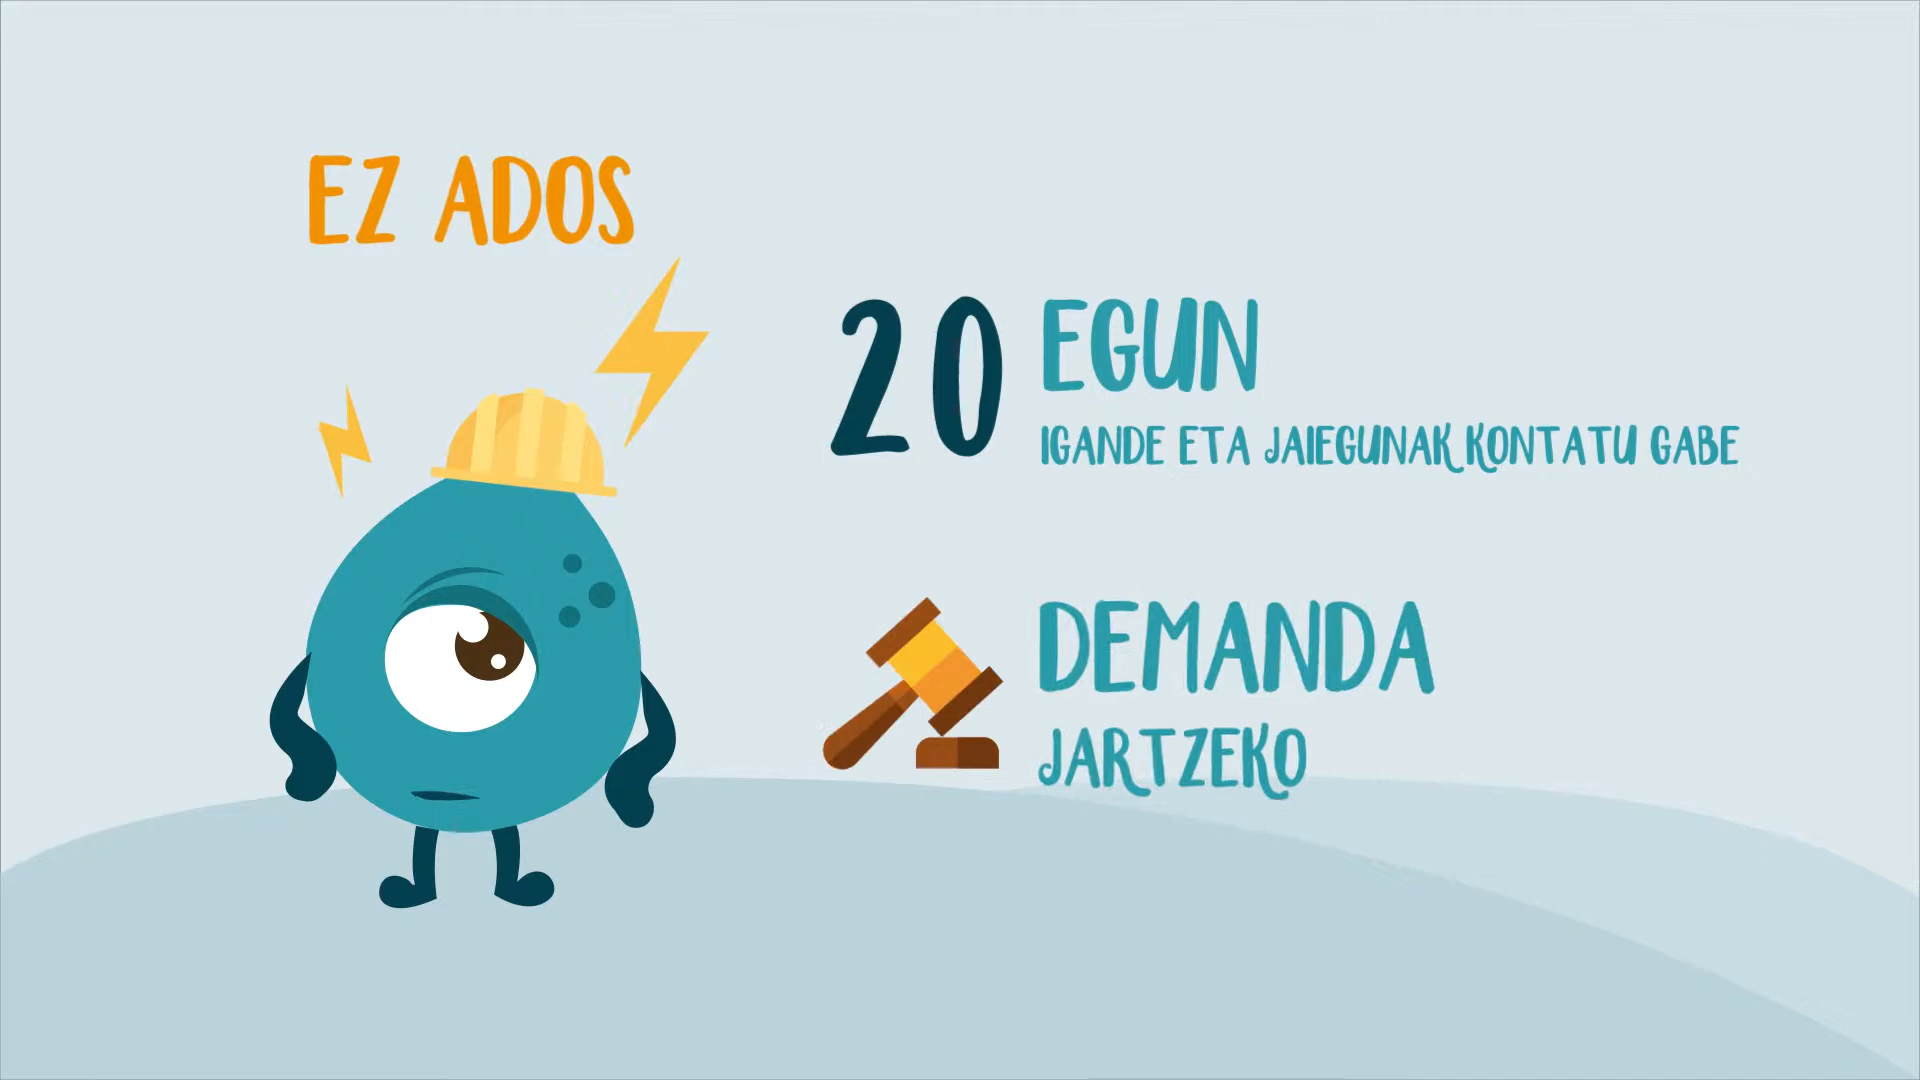 EZ ADOS
20 EGUN
IGANDE ETA JAIEGUNAK KONTATU GABE
DEMANDA
JARTZEKO